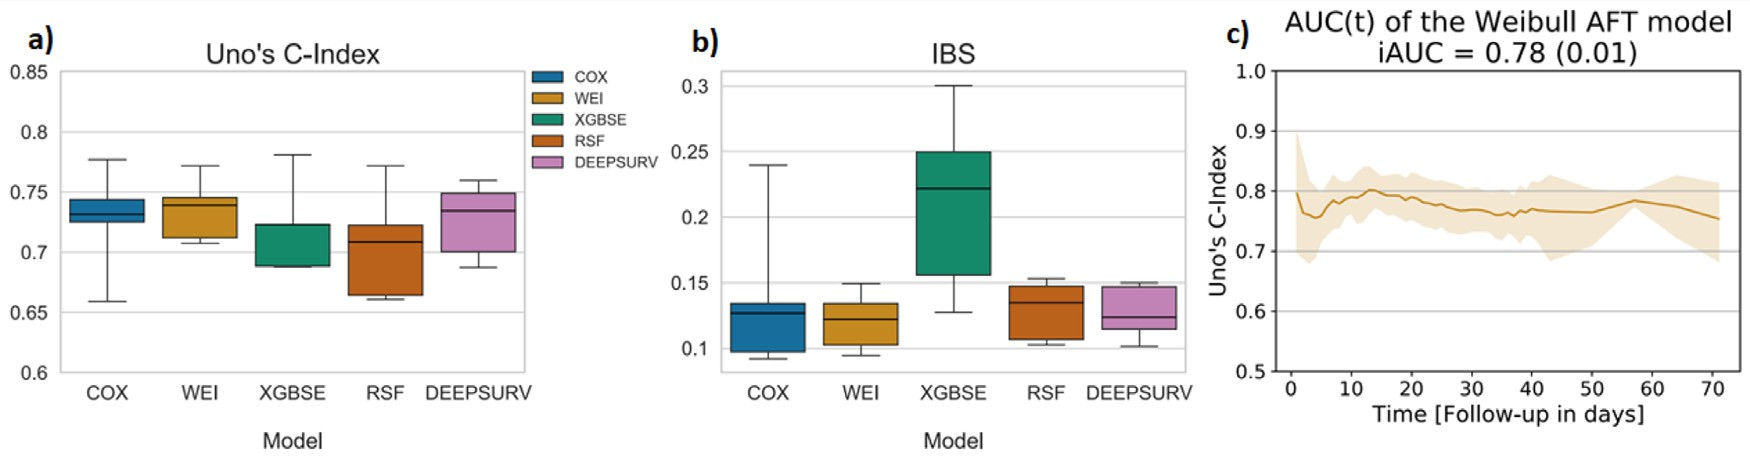 a)
Uno's C-Index
0.85
0.8
0.75
0.7
0.65
0.6
COX
WEI
XGBSE
RSF
DEEPSURV
Model
COX
WEI
XGBSE
RSF
DEEPSURV
b)
IBS
0.3
0.25
0.2
0.15
0.1
COX
WEI
XGBSE
RSF
DEEPSURV
Model
c)
AUC(t) of the Weibull AFT model
iAUC = 0.78 (0.01)
Uno's C-Index
1.0
0.9
0.8
0.7
0.6
0.5
0
10
20
30
40
50
60
70
Time [Follow-up in days]